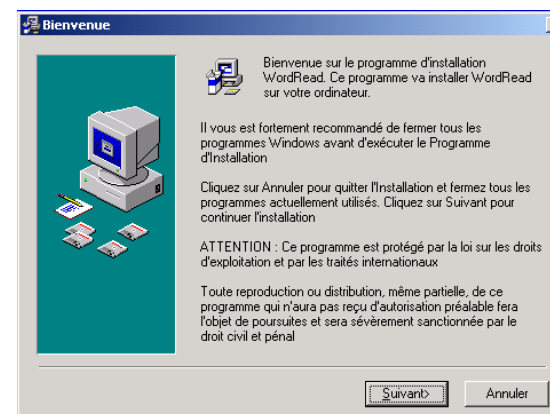 Bienvenue
Bienvenue sur le programme d'installation
WordRead. Ce programme va installer WordRead
sur votre ordinateur.
Il vous est fortement recommandé de fermer tous les
programmes Windows avant d'exécuter le Programme
d'Installation
Cliquez sur Annuler pour quitter l'Installation et fermez tous les
programmes actuellement utilisés. Cliquez sur Suivant pour
continuer l'installation
ATTENTION : Ce programme est protégé par la loi sur les droits
d'exploitation et par les traités internationaux
Toute reproduction ou distribution, même partielle, de ce
programme qui n'aura pas reçu d'autorisation préalable fera
l'objet de poursuites et sera sévèrement sanctionnée par le
droit civil et pénal
Suivant> Annuler